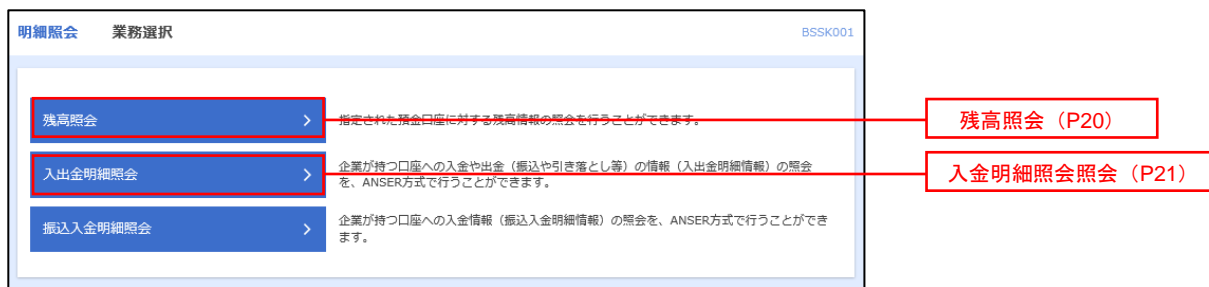 明細照会 業務選択 BSSK001
残高照会
指定された預金口座に対する残高情報の照会を行うことができます。
残高照会（P20）
入出金明細照会
企業が持つ口座への入金や出金（振込や引き落とし等）の情報（入出金明細情報）の照会
を、ANSER方式で行うことができます。
入金明細照会照会（P21）
振込入金明細照会
企業が持つ口座への入金情報（振込入金明細情報）の照会を、ANSER方式で行うことができ
ます。